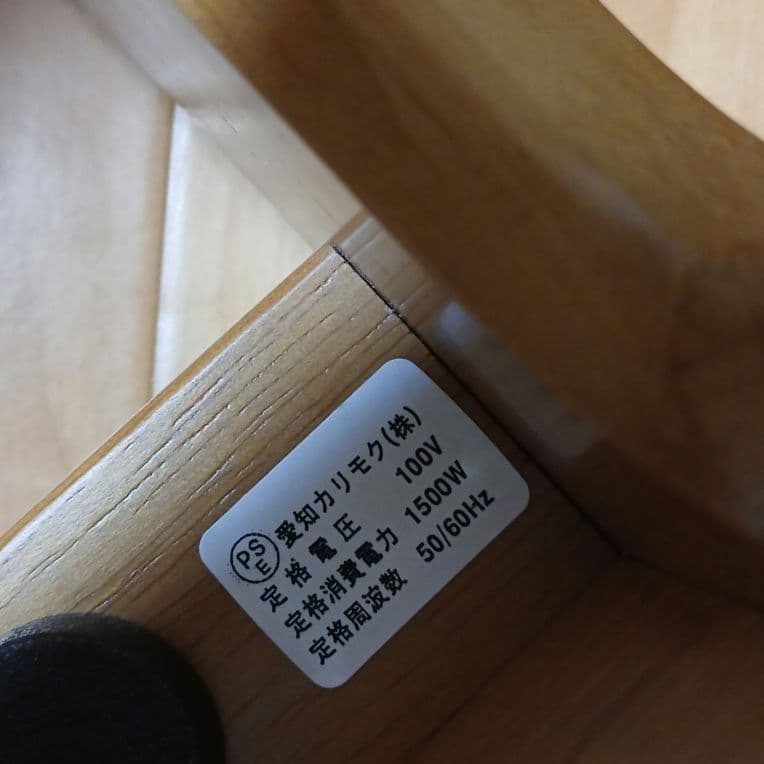 PSE 愛知カリモク(株)
定格電圧 100V
定格消費電力 1500W
定格周波数 50/60Hz